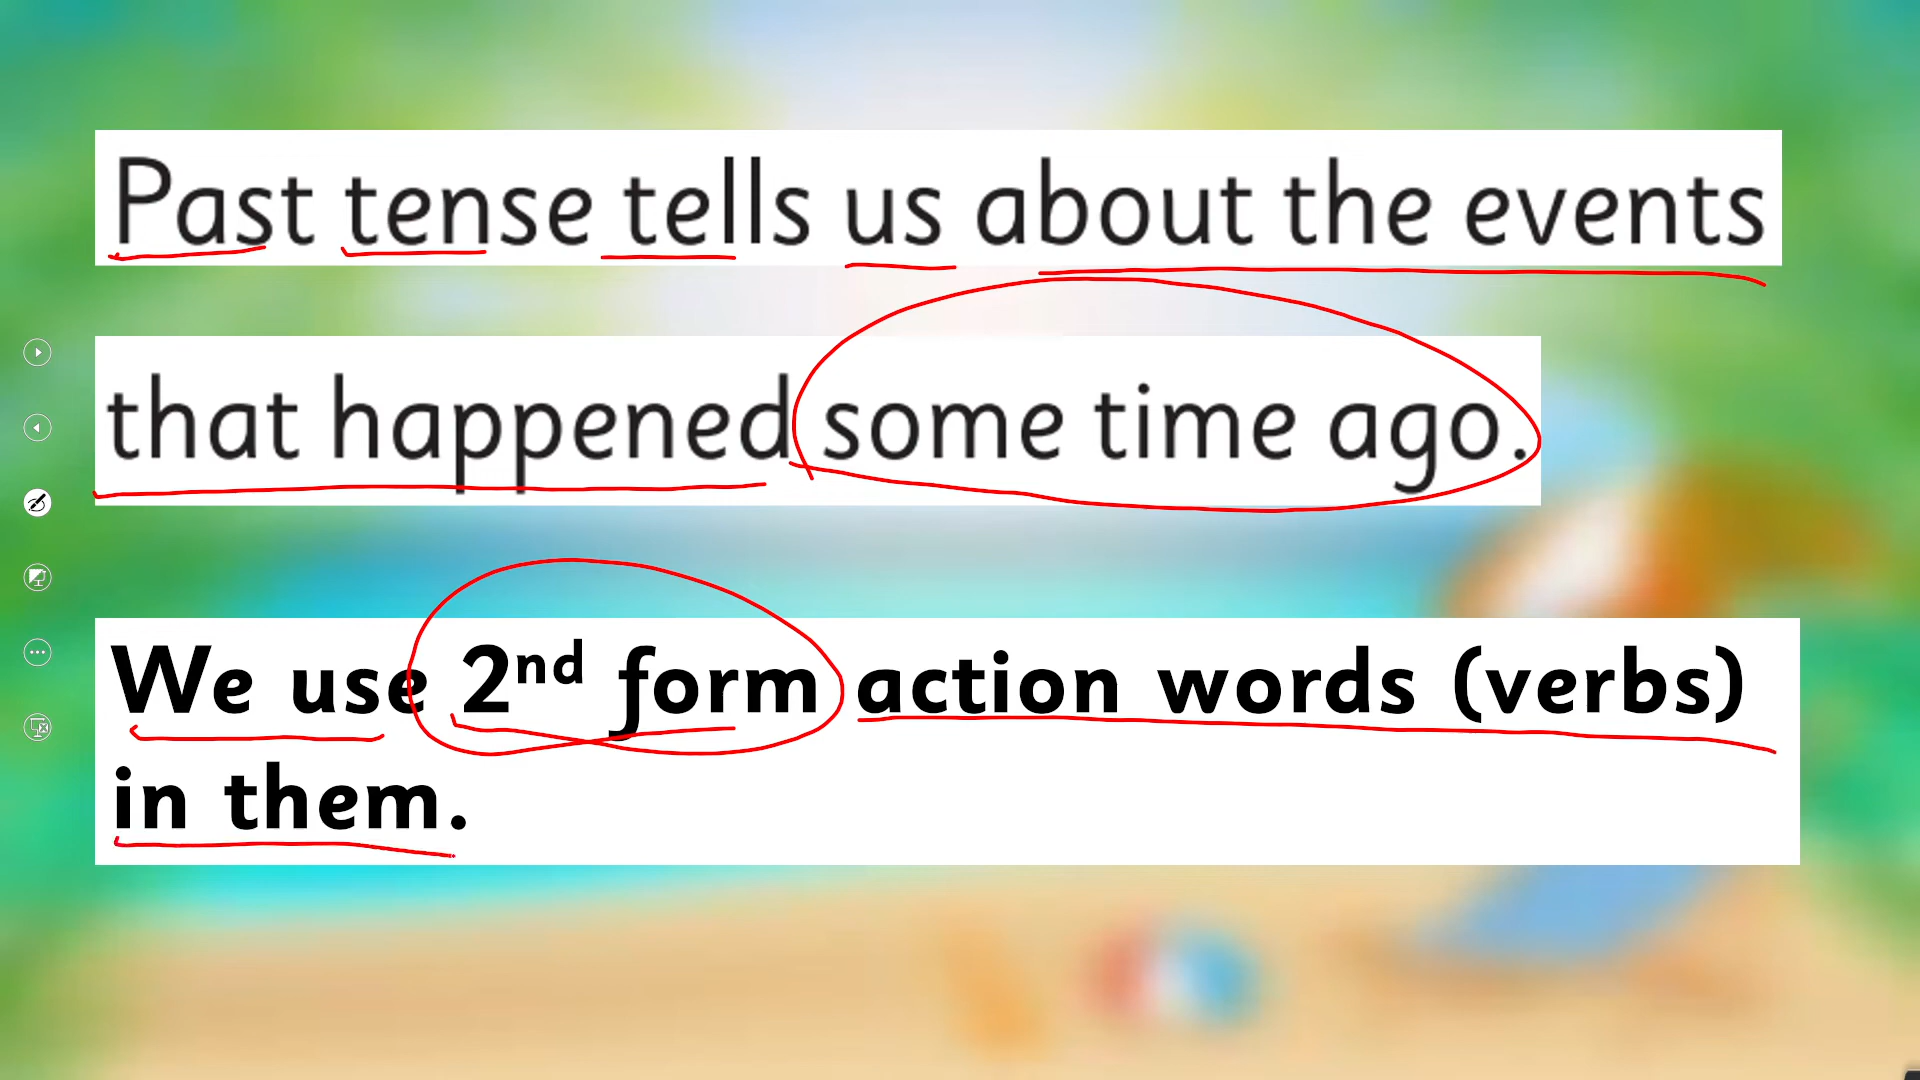 Past tense tells us about the events
that happened some time ago.
We use 2nd form action words (verbs)
in them.